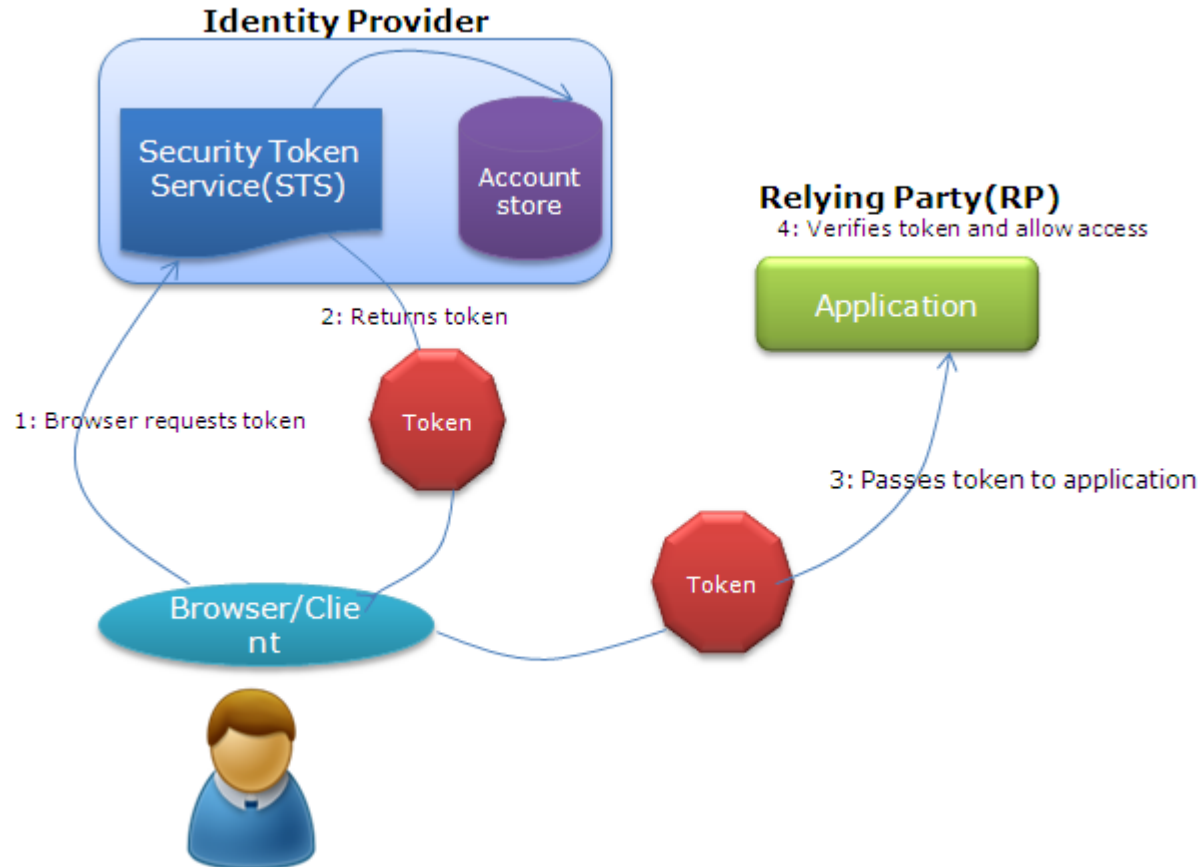 Identity Provider
Security Token
Service(STS)
Account
store
Relying Party(RP)
4: Verifies token and allow access
Application
2: Returns token
Token
1: Browser requests token
3: Passes token to application
Token
Browser/Clie
nt